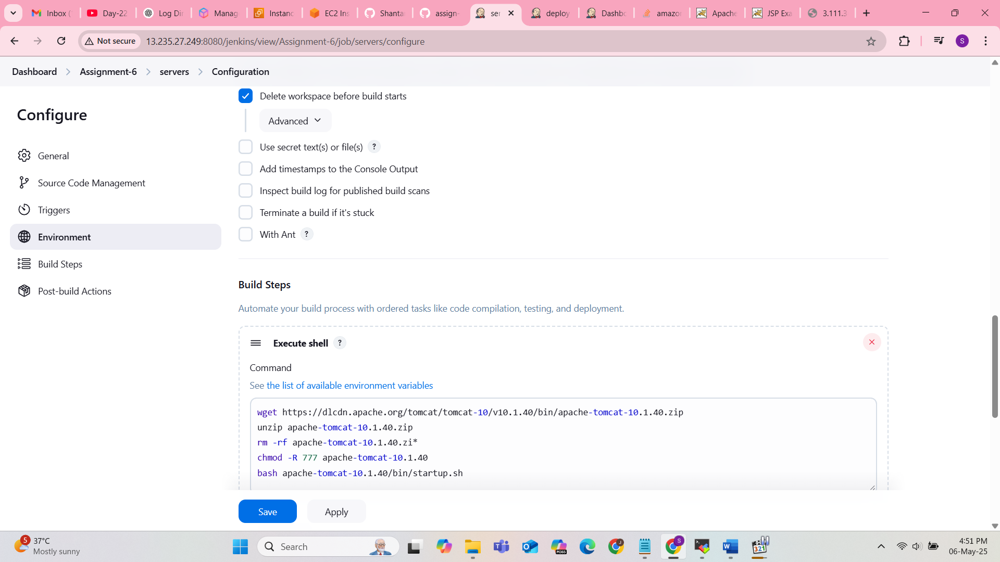 Inbox (
Day-22
Log Dir
Manag
Instanc
EC2 Ins
Shanta
assign-
ser
deploy
Dashbo
amazo
Apache
JSP Exa
3.111.3
Not secure
13.235.27.249:8080/jenkins/view/Assignment-6/job/servers/configure
S
Dashboard > Assignment-6 > servers > Configuration
Configure
General
Source Code Management
Triggers
Environment
Build Steps
Post-build Actions
Delete workspace before build starts
Advanced
Use secret text(s) or file(s) ?
Add timestamps to the Console Output
Inspect build log for published build scans
Terminate a build if it's stuck
With Ant ?
Build Steps
Automate your build process with ordered tasks like code compilation, testing, and deployment.
Execute shell ?
Command
See the list of available environment variables
wget https://dlcdn.apache.org/tomcat/tomcat-10/v10.1.40/bin/apache-tomcat-10.1.40.zip
unzip apache-tomcat-10.1.40.zip
rm -rf apache-tomcat-10.1.40.zi*
chmod -R 777 apache-tomcat-10.1.40
bash apache-tomcat-10.1.40/bin/startup.sh
Save
Apply
5
37°C
Mostly sunny
Search
M365
J
S
321
4:51 PM
06-May-25